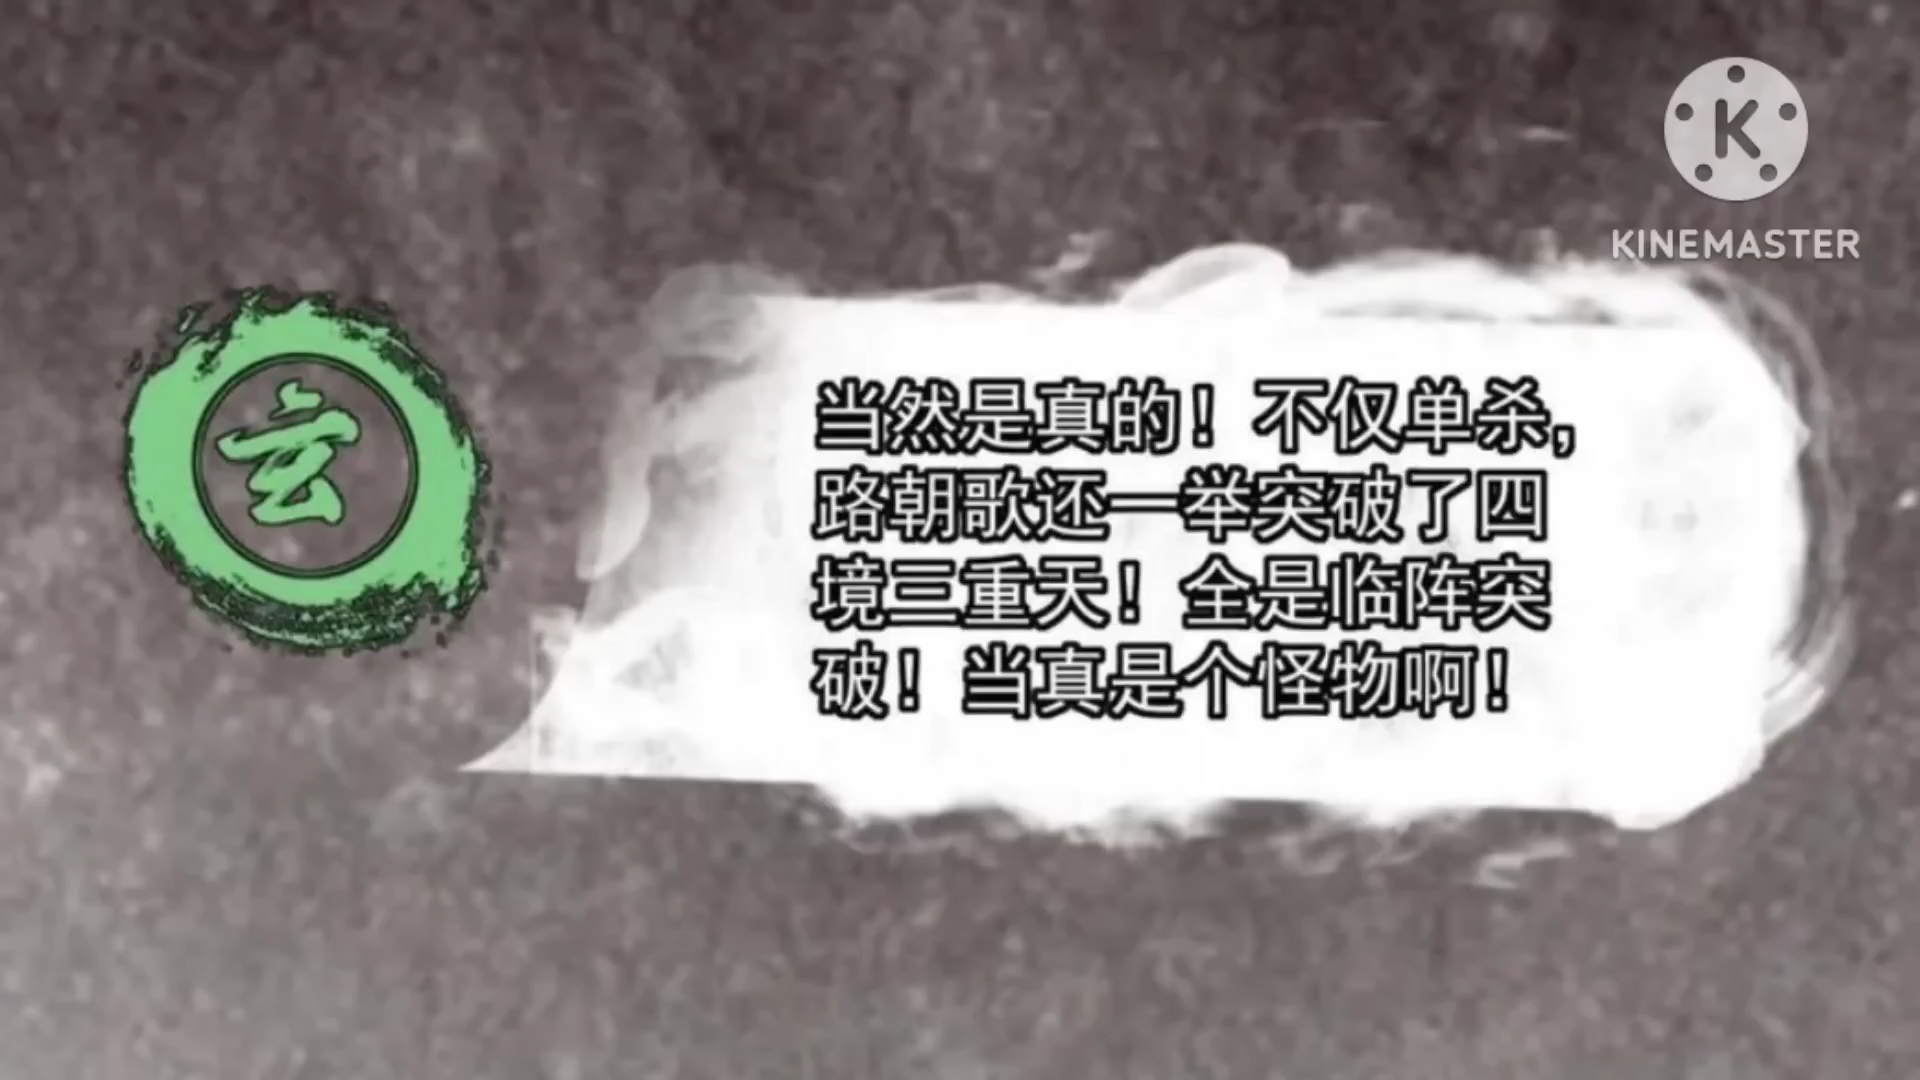 KINEMASTER
玄
当然是真的！不仅单杀，
路朝歌还一举突破了四
境三重天！全是临阵突
破！当真是个怪物啊！